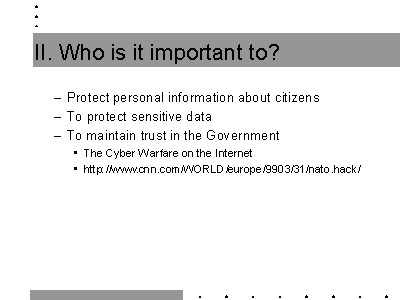 II. Who is it important to?
– Protect personal information about citizens
– To protect sensitive data
– To maintain trust in the Government
• The Cyber Warfare on the Internet
• http://www.cnn.com/WORLD/europe/9903/31/nato.hack/